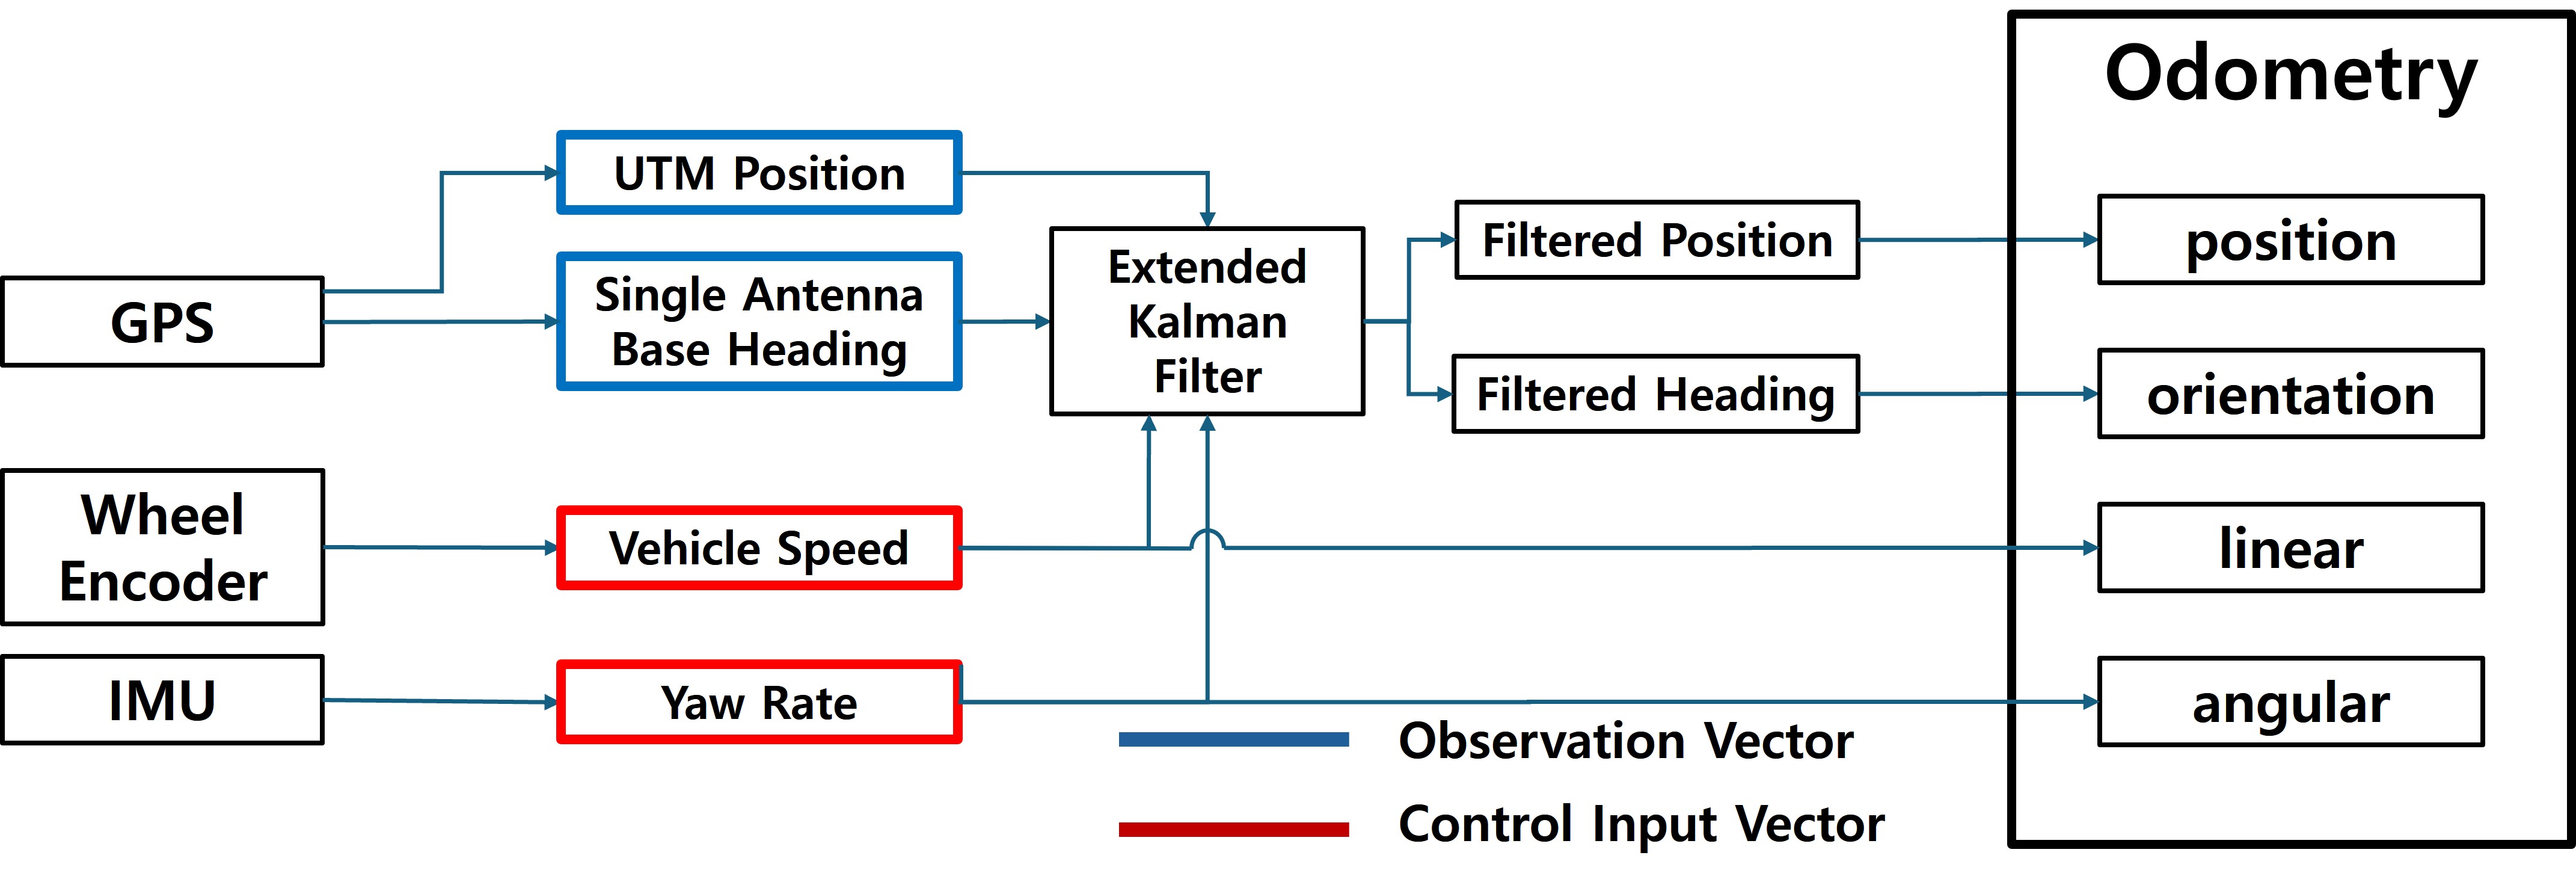 Odometry
UTM Position
GPS
Single Antenna
Base Heading
Extended
Kalman
Filter
Filtered Position
position
Filtered Heading
orientation
Wheel
Encoder
Vehicle Speed
linear
IMU
Yaw Rate
angular
Observation Vector
Control Input Vector